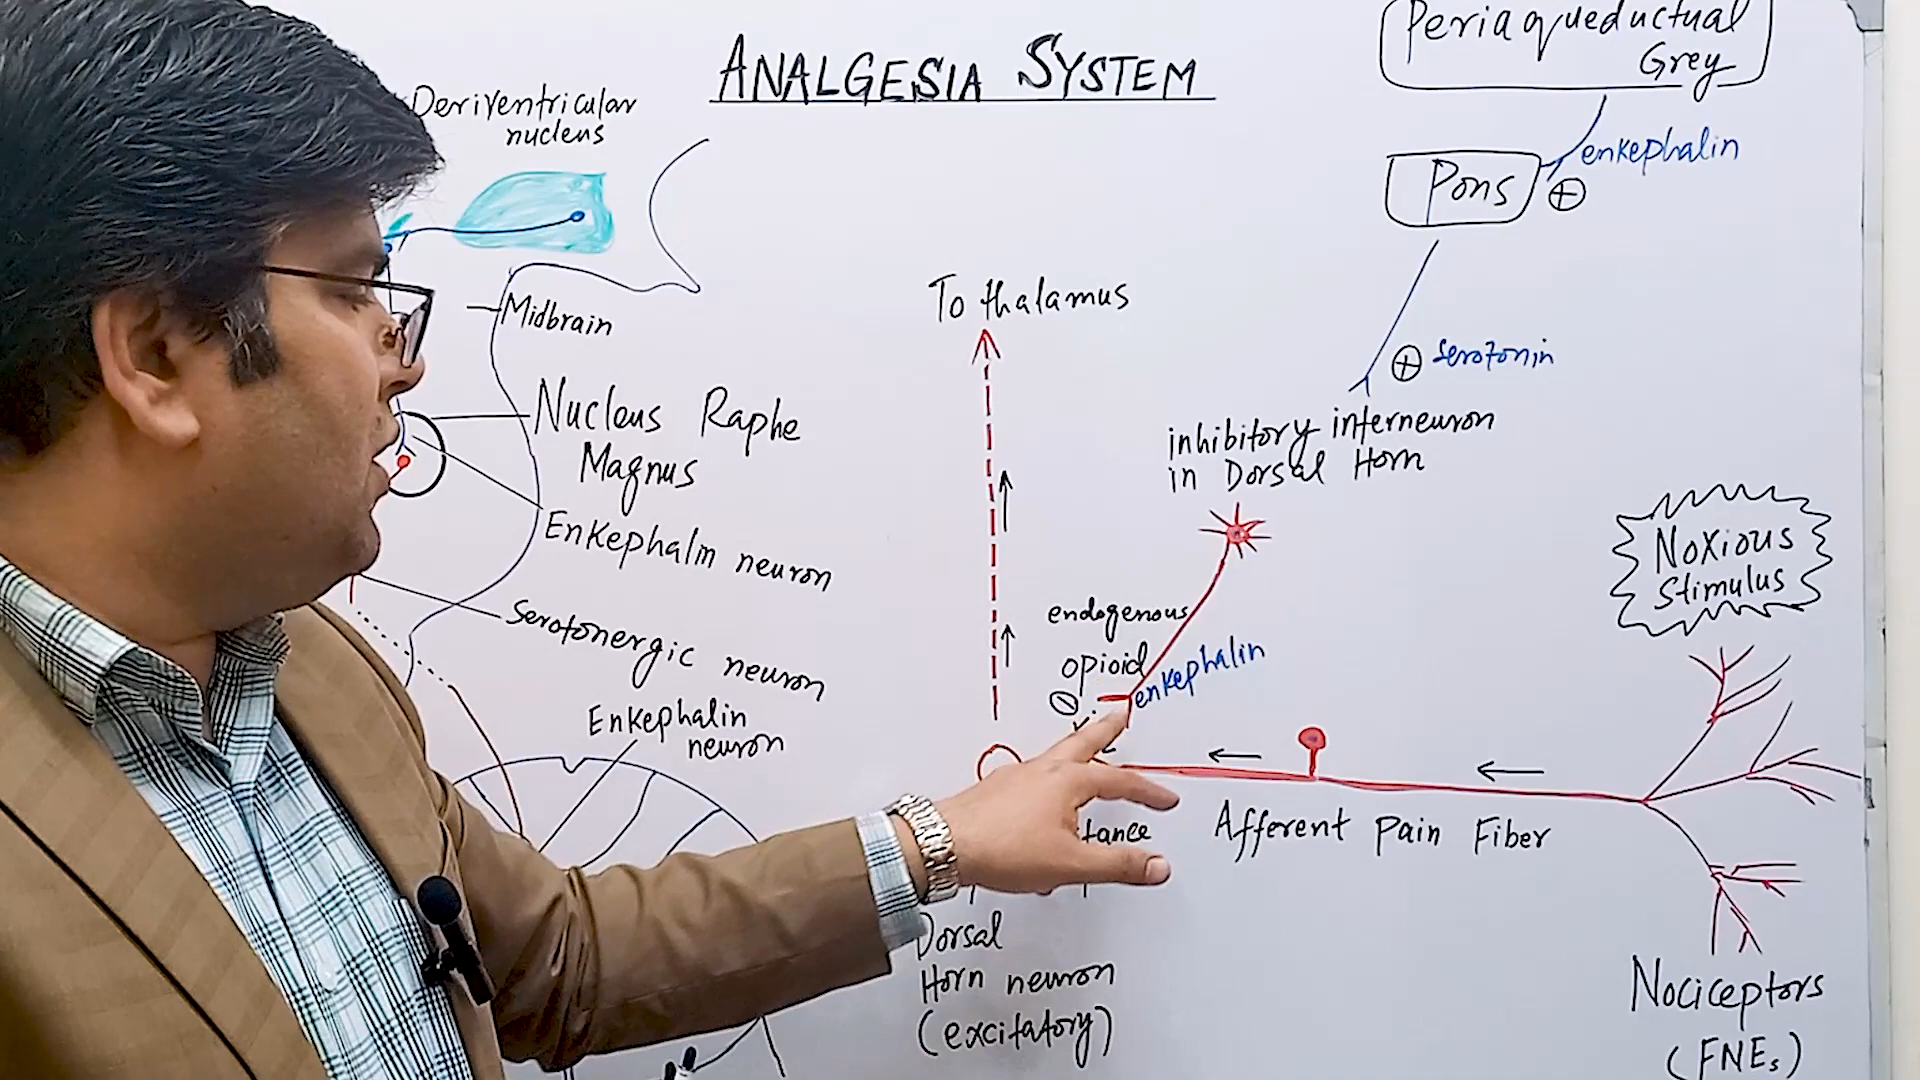 ANALGESIA SYSTEM
Periaqueductual
Grey
enkephalin
Pons
Serotonin
inhibitory interneuron
in Dorsal Horn
Periventricular
nucleus
Midbrain
Nucleus Raphe
Magnus
Enkephalin neuron
Serotonergic neuron
Enkephalin
neuron
To thalamus
endogenous
opioid
enkephalin
Noxious
stimulus
Afferent Pain Fiber
tance
Dorsal
Horn neuron
(excitatory)
Nociceptors
(FNEs)